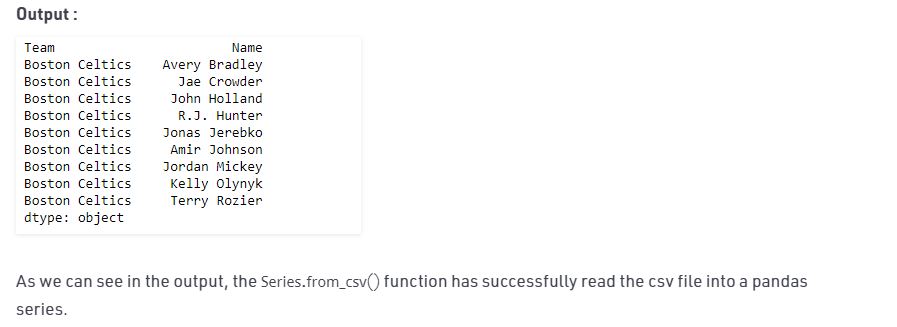 Output :
Team Name
Boston Celtics Avery Bradley
Boston Celtics Jae Crowder
Boston Celtics John Holland
Boston Celtics R.J. Hunter
Boston Celtics Jonas Jerebko
Boston Celtics Amir Johnson
Boston Celtics Jordan Mickey
Boston Celtics Kelly Olynyk
Boston Celtics Terry Rozier
dtype: object
As we can see in the output, the Series.from_csv() function has successfully read the csv file into a pandas
series.